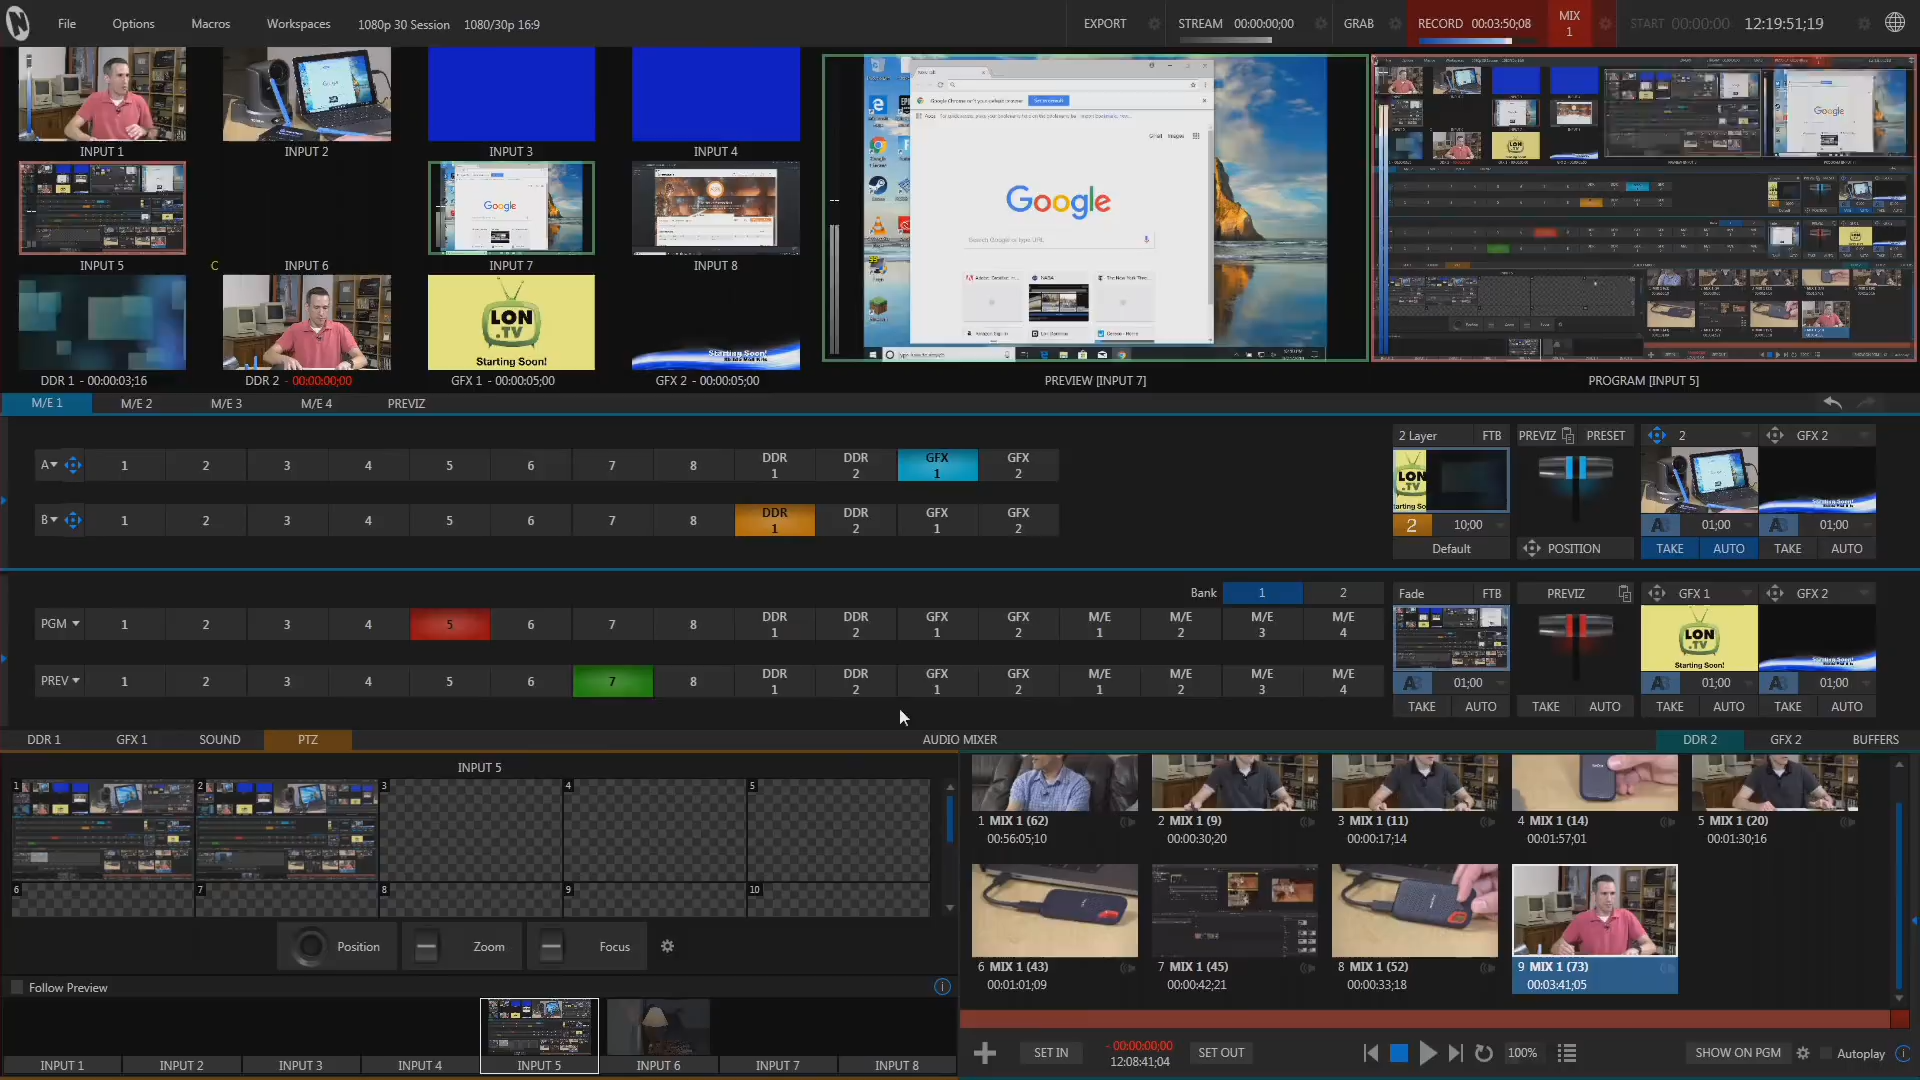 File Options Macros Workspaces 1080p 30 Session 1080/30p 16:9 EXPORT STREAM 00:00:00;00 GRAB RECORD 00:03:50;08 MIX 1 START 00:00:00 12:19:51;19
INPUT 1 INPUT 2 INPUT 3 INPUT 4
INPUT 5 C INPUT 6 INPUT 7 INPUT 8
Google
Google
LON
.TV
Starting Soon!
Starting Soon!
DDR 1 - 00:00:03;16 DDR 2 - 00:00:00;00 GFX 1 - 00:00:05;00 GFX 2 - 00:00:05;00 PREVIEW [INPUT 7] PROGRAM [INPUT 5]
M/E 1 M/E 2 M/E 3 M/E 4 PREVIZ
2 Layer FTB PREVIZ PRESET 2 GFX 2
A 1 2 3 4 5 6 7 8 DDR 1 DDR 2 GFX 1 GFX 2
LON
.TV
Starting Soon!
B 1 2 3 4 5 6 7 8 DDR 1 DDR 2 GFX 1 GFX 2
2 10;00 AB 01;00 AB 01;00
Default POSITION TAKE AUTO TAKE AUTO
Bank 1 2 Fade FTB PREVIZ GFX 1 GFX 2
PGM 1 2 3 4 5 6 7 8 DDR 1 DDR 2 GFX 1 GFX 2 M/E 1 M/E 2 M/E 3 M/E 4
LON
.TV
Starting Soon!
Starting Soon!
PREV 1 2 3 4 5 6 7 8 DDR 1 DDR 2 GFX 1 GFX 2 M/E 1 M/E 2 M/E 3 M/E 4
AB 01;00 AB 01;00 AB 01;00
TAKE AUTO TAKE AUTO TAKE AUTO TAKE AUTO
DDR 1 GFX 1 SOUND PTZ AUDIO MIXER DDR 2 GFX 2 BUFFERS
INPUT 5
1 2 3 4 5
6 7 8 9 10
Position Zoom Focus
Follow Preview
INPUT 1 INPUT 2 INPUT 3 INPUT 4 INPUT 5 INPUT 6 INPUT 7 INPUT 8
1 MIX 1 (62) 2 MIX 1 (9) 3 MIX 1 (11) 4 MIX 1 (14) 5 MIX 1 (20)
00:56:05;10 00:00:30;20 00:00:17;14 00:01:57;01 00:01:30;16
6 MIX 1 (43) 7 MIX 1 (45) 8 MIX 1 (52) 9 MIX 1 (73)
00:01:01;09 00:00:42;21 00:00:33;18 00:03:41;05
SET IN - 00:00:00;00 SET OUT 100% SHOW ON PGM Autoplay
12:08:41;04